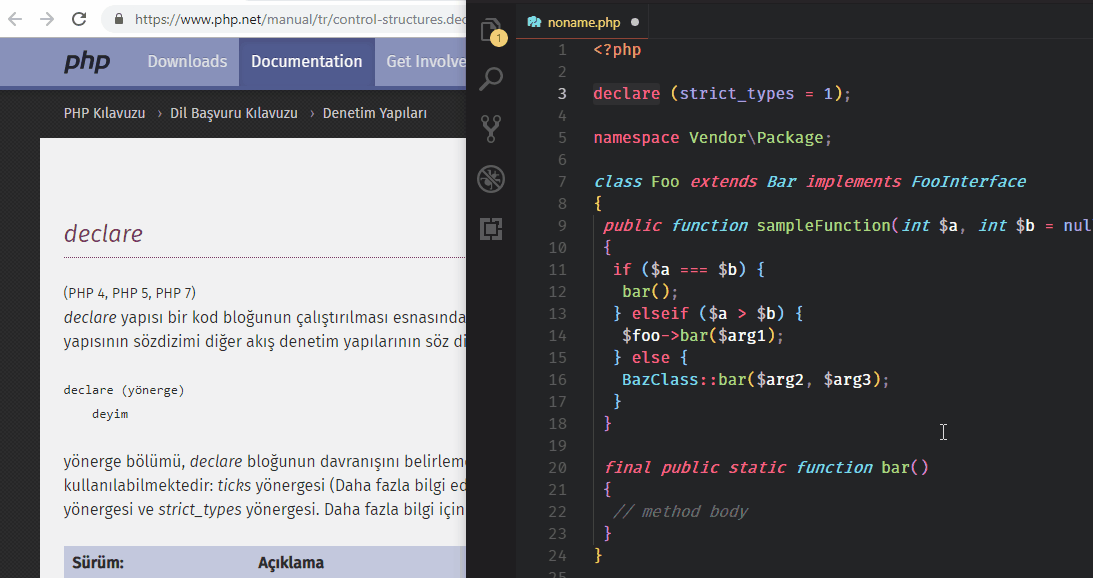 https://www.php.net/manual/tr/control-structures.dec
php Downloads Documentation Get Involve
PHP Kılavuzu › Dil Başvuru Kılavuzu › Denetim Yapıları
declare
(PHP 4, PHP 5, PHP 7)
declare yapısı bir kod bloğunun çalıştırılması esnasında
yapısının sözdizimi diğer akış denetim yapılarının söz di
declare (yönerge)
    deyim
yönerge bölümü, declare bloğunun davranışını belirleme
kullanılabilmektedir: ticks yönergesi (Daha fazla bilgi ed
yönergesi ve strict_types yönergesi. Daha fazla bilgi için
Sürüm: Açıklama
1
noname.php
1 <?php
2
3 declare (strict_types = 1);
4
5 namespace Vendor\Package;
6
7 class Foo extends Bar implements FooInterface
8 {
9  public function sampleFunction(int $a, int $b = nul
10  {
11   if ($a === $b) {
12    bar();
13   } elseif ($a > $b) {
14    $foo->bar($arg1);
15   } else {
16    BazClass::bar($arg2, $arg3);
17   }
18  }
19
20  final public static function bar()
21  {
22   // method body
23  }
24 }
25